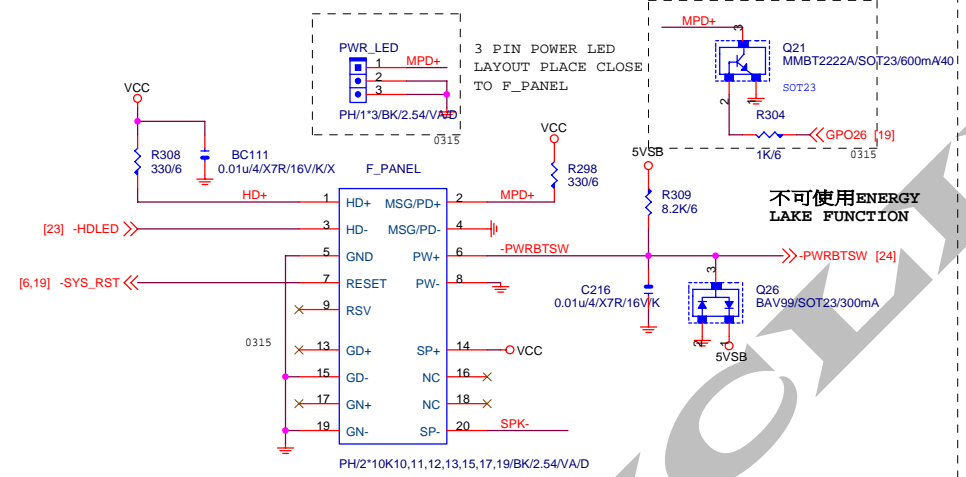 PWR_LED
1
MPD+
2
3
PH/1*3/BK/2.54/VA/D
3 PIN POWER LED
LAYOUT PLACE CLOSE
TO F_PANEL
0315
MPD+
3
Q21
MMBT2222A/SOT23/600mA/40
SOT23
2
1
R304
1K/6
GPO26 [19]
0315
VCC
R308
330/6
BC111
0.01u/4/X7R/16V/K/X
VCC
R298
330/6
5VSB
R309
8.2K/6
不可使用ENERGY
LAKE FUNCTION
F_PANEL
HD+
1 HD+ MSG/PD+ 2
MPD+
[23] -HDLED
3 HD- MSG/PD- 4
5 GND PW+ 6
-PWRBTSW
-PWRBTSW [24]
[6,19] -SYS_RST
7 RESET PW- 8
9 RSV
0315
13 GD+ SP+ 14
VCC
15 GD- NC 16
17 GN+ NC 18
19 GN- SP- 20
SPK-
PH/2*10K10,11,12,13,15,17,19/BK/2.54/VA/D
C216
0.01u/4/X7R/16V/K
3
Q26
BAV99/SOT23/300mA
2
1
5VSB